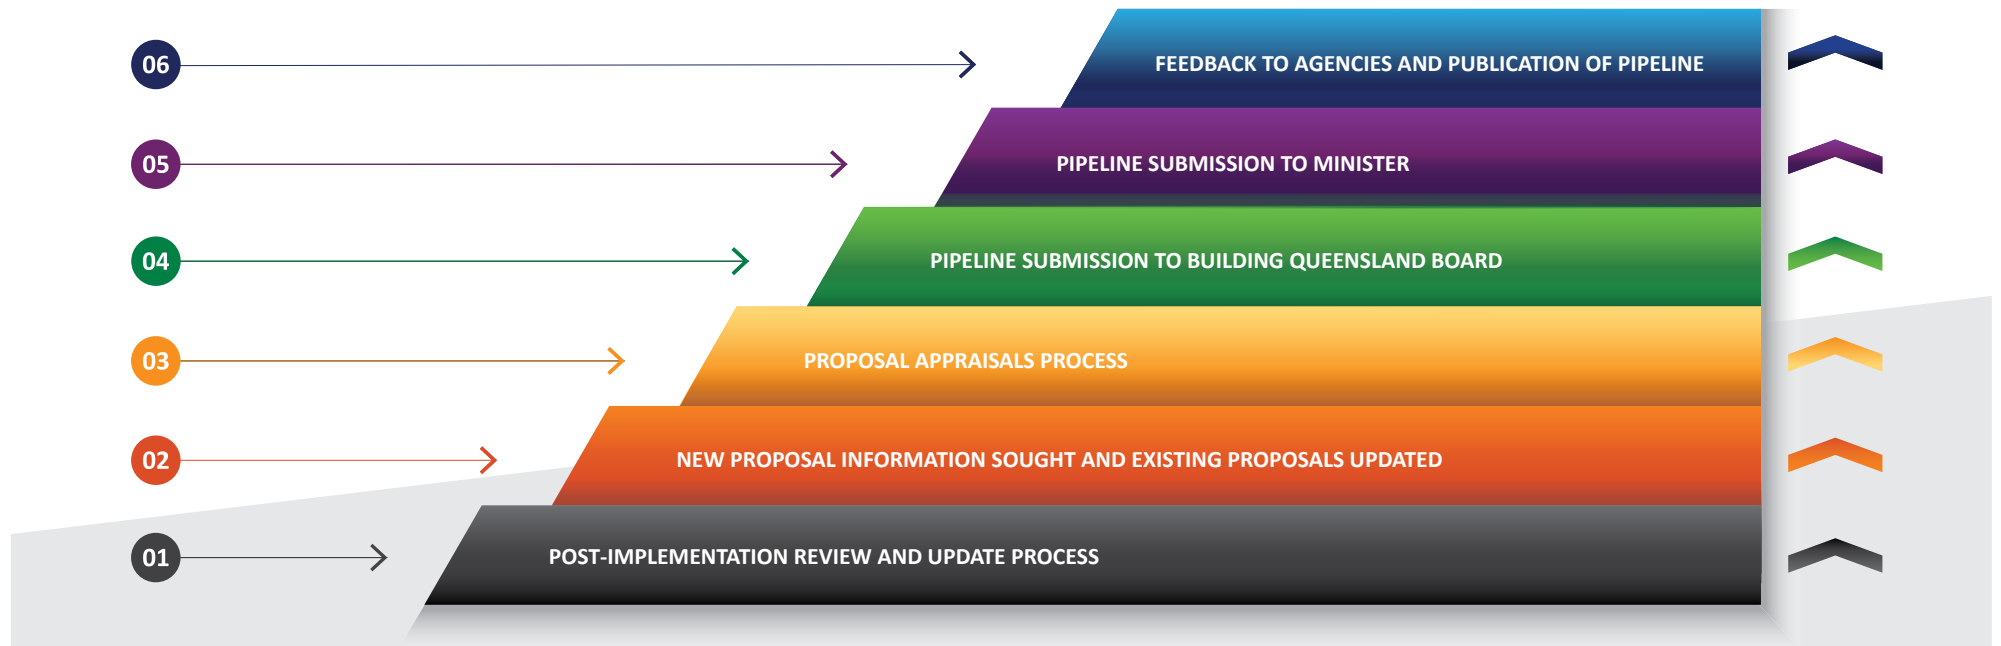 06
FEEDBACK TO AGENCIES AND PUBLICATION OF PIPELINE
05
PIPELINE SUBMISSION TO MINISTER
04
PIPELINE SUBMISSION TO BUILDING QUEENSLAND BOARD
03
PROPOSAL APPRAISALS PROCESS
02
NEW PROPOSAL INFORMATION SOUGHT AND EXISTING PROPOSALS UPDATED
01
POST-IMPLEMENTATION REVIEW AND UPDATE PROCESS